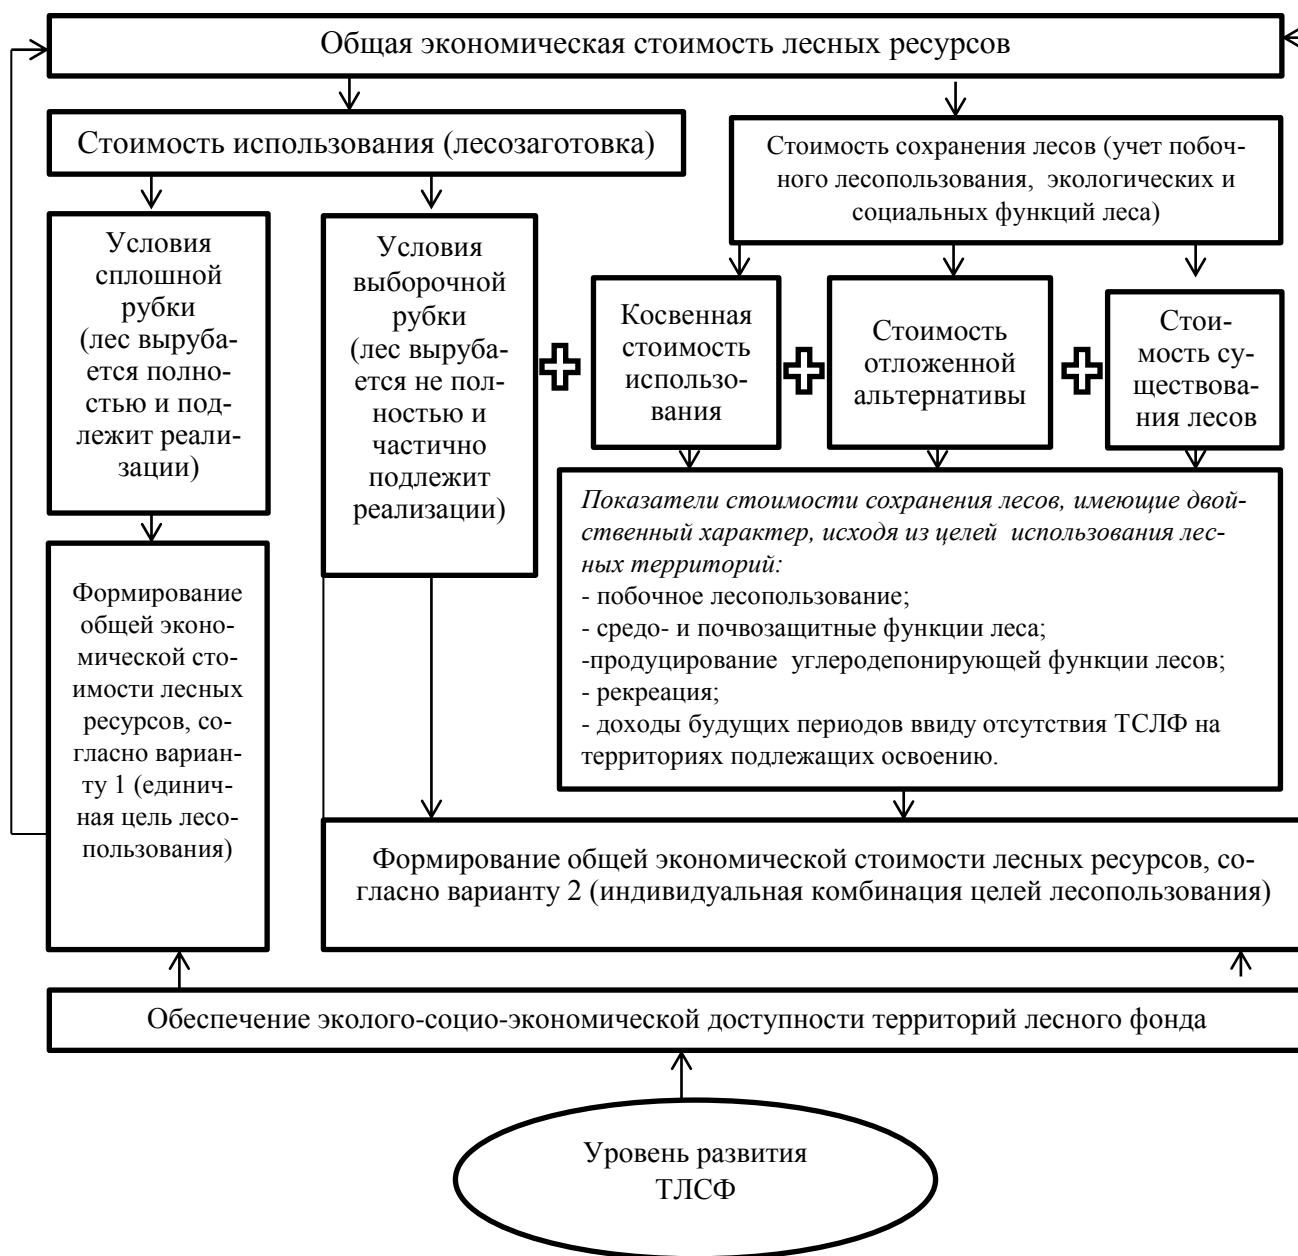 Общая экономическая стоимость лесных ресурсов
Стоимость использования (лесозаготовка)
Стоимость сохранения лесов (учет побоч-
ного лесопользования, экологических и
социальных функций леса)
Условия
сплошной
рубки
(лес выруба-
ется полно-
стью и под-
лежит реали-
зации)
Условия
выборочной
рубки
(лес выруба-
ется не пол-
ностью и
частично
подлежит
реализации)
Косвенная
стоимость
использо-
вания
Стоимость
отложенной
альтернативы
Стои-
мость су-
ществова-
ния лесов
Показатели стоимости сохранения лесов, имеющие двой-
ственный характер, исходя из целей использования лес-
ных территорий:
- побочное лесопользование;
- средо- и почвозащитные функции леса;
-продуцирование углеродепонирующей функции лесов;
- рекреация;
- доходы будущих периодов ввиду отсутствия ТСЛФ на
территориях подлежащих освоению.
Формирование
общей эконо-
мической сто-
имости лесных
ресурсов, со-
гласно вариан-
ту 1 (единич-
ная цель лесо-
пользования)
Формирование общей экономической стоимости лесных ресурсов, со-
гласно варианту 2 (индивидуальная комбинация целей лесопользования)
Обеспечение эколого-социо-экономической доступности территорий лесного фонда
Уровень развития
ТЛСФ